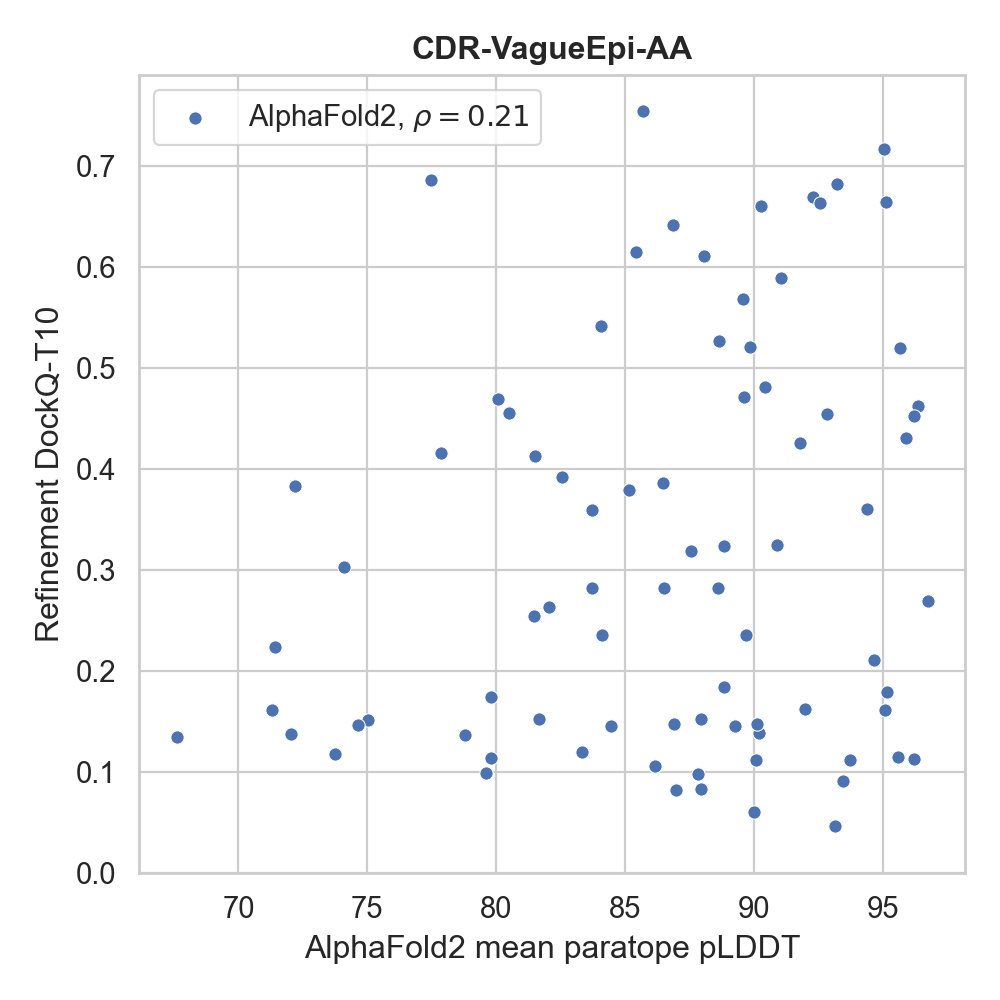 CDR-VagueEpi-AA
AlphaFold2, ρ = 0.21
Refinement DockQ-T10
0.7
0.6
0.5
0.4
0.3
0.2
0.1
0.0
70 75 80 85 90 95
AlphaFold2 mean paratope pLDDT